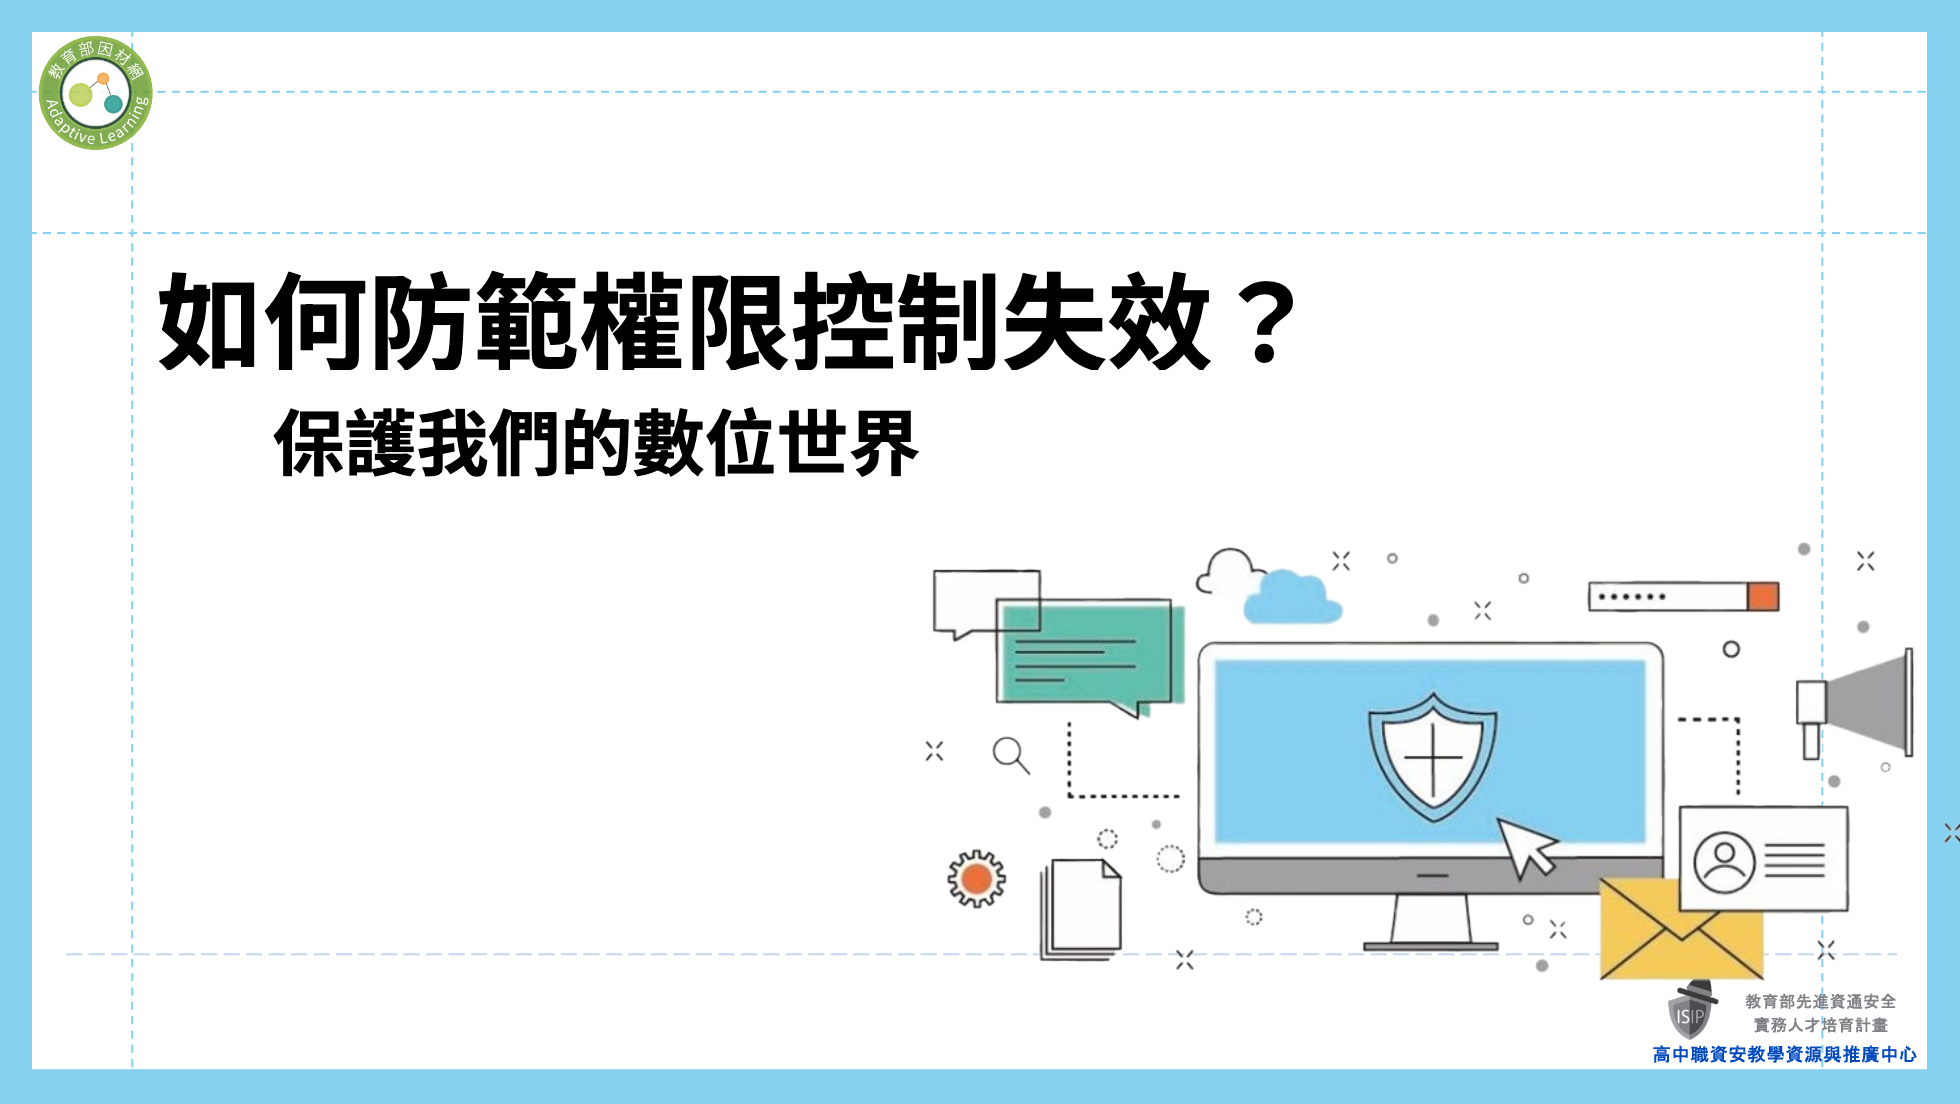 教育部因材網
Adaptive Learning
如何防範權限控制失效？
保護我們的數位世界
ISIP
教育部先進資通安全
實務人才培育計畫
高中職資安教學資源與推廣中心